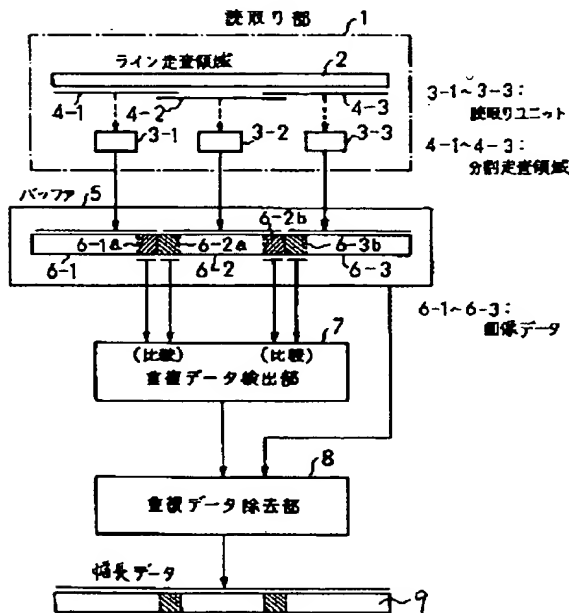 読取り部
1
ライン走査領域
2
4-1
4-2
4-3
3-1
3-2
3-3
3-1~3-3:
読取りユニット
4-1~4-3:
分割走査領域
バッファ
5
6-2b
6-1a
6-2a
6-3b
6-1
6-2
6-3
6-1~6-3:
画像データ
7
(比較)
(比較)
重複データ検出部
8
重複データ除去部
幅長データ
9